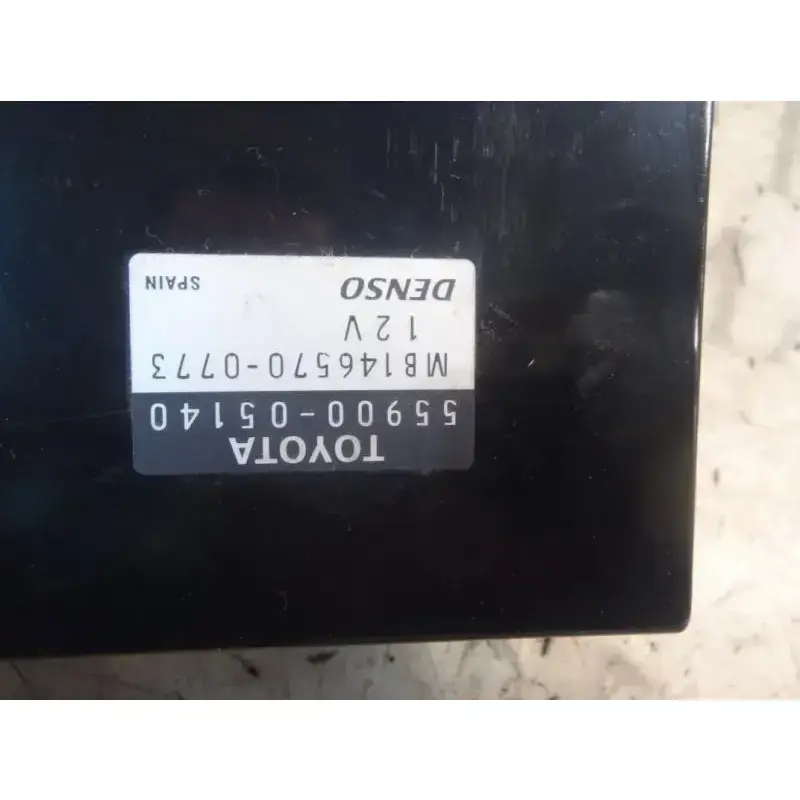 TOYOTA
55900-05140
MB146570-0773
12V
DENSO SPAIN